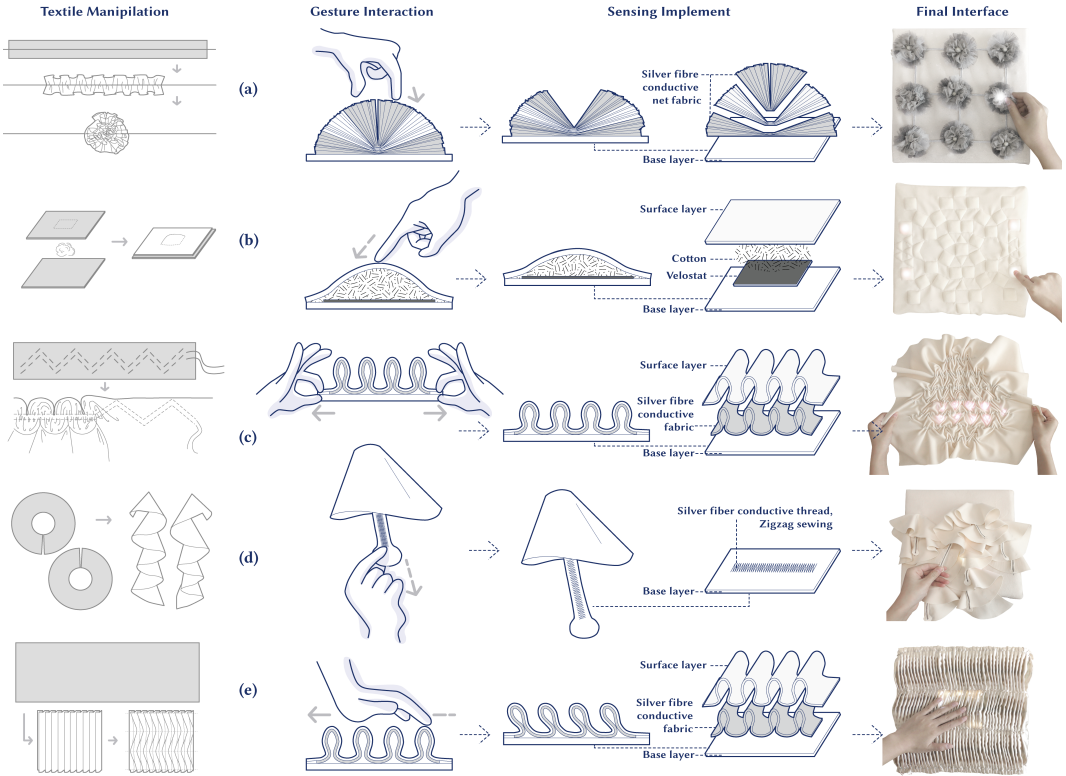 Textile Manipilation
Gesture Interaction
Sensing Implement
Final Interface
(a)
Silver fibre
conductive
net fabric
Base layer
(b)
Surface layer
Cotton
Velostat
Base layer
(c)
Surface layer
Silver fibre
conductive
fabric
Base layer
(d)
Silver fiber conductive thread,
Zigzag sewing
Base layer
(e)
Surface layer
Silver fibre
conductive
fabric
Base layer